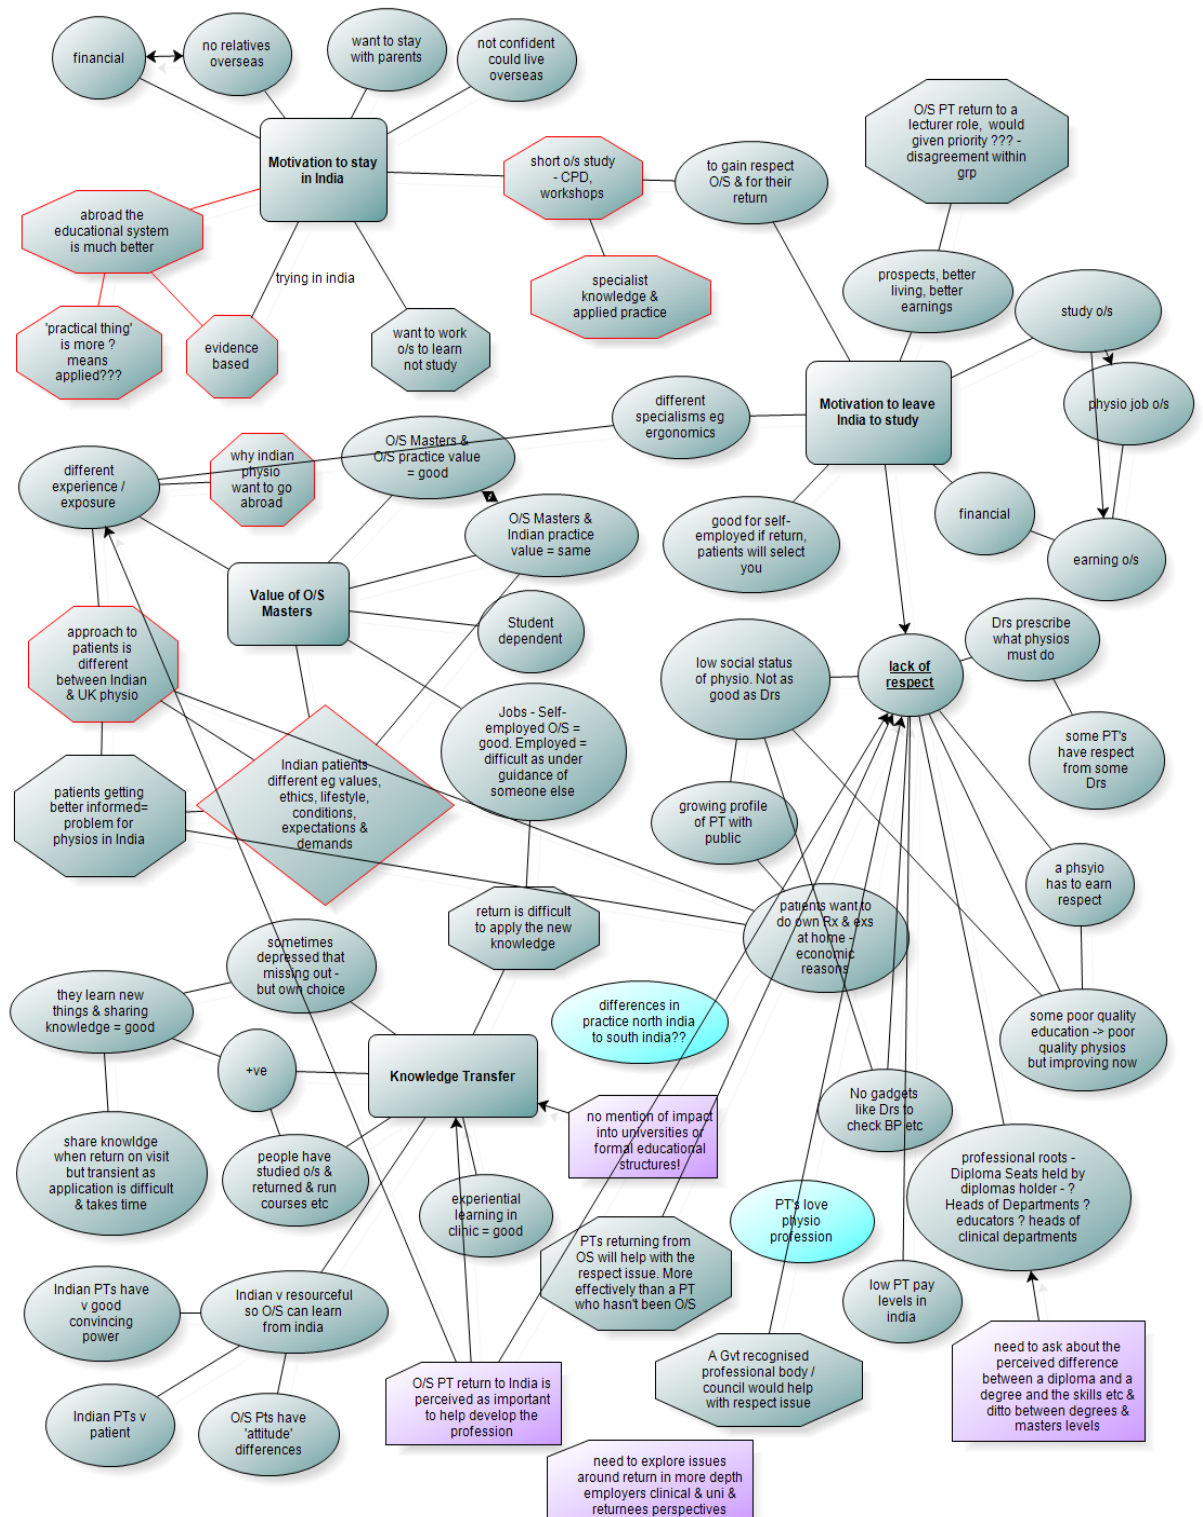 financial
no relatives
overseas
want to stay
with parents
not confident
could live
overseas
Motivation to stay
in India
short o/s study
- CPD,
workshops
to gain respect
O/S & for their
return
O/S PT return to a
lecturer role, would
given priority ??? -
disagreement within
grp
abroad the
educational system
is much better
trying in india
specialist
knowledge &
applied practice
prospects, better
living, better
earnings
study o/s
'practical thing'
is more ?
means
applied???
evidence
based
want to work
o/s to learn
not study
different
specialisms eg
ergonomics
Motivation to leave
India to study
physio job o/s
different
experience /
exposure
why indian
physio
want to go
abroad
O/S Masters &
O/S practice value
= good
O/S Masters &
Indian practice
value = same
good for self-
employed if return,
patients will select
you
financial
earning o/s
Value of O/S
Masters
Student
dependent
approach to
patients is
different
between Indian
& UK physio
low social status
of physio. Not as
good as Drs
lack of
respect
Drs prescribe
what physios
must do
Jobs - Self-
employed O/S =
good. Employed =
difficult as under
guidance of
someone else
some PT's
have respect
from some
Drs
Indian patients
different eg values,
ethics, lifestyle,
conditions,
expectations &
demands
patients getting
better informed=
problem for
physios in India
growing profile
of PT with
public
a phsyio
has to earn
respect
return is difficult
to apply the new
knowledge
patients want to
do own Rx & exs
at home -
economic
reasons
sometimes
depressed that
missing out -
but own choice
they learn new
things & sharing
knowledge = good
differences in
practice north india
to south india??
some poor quality
education -> poor
quality physios
but improving now
+ve
Knowledge Transfer
No gadgets
like Drs to
check BP etc
no mention of impact
into universities or
formal educational
structures!
share knowldge
when return on visit
but transient as
application is difficult
& takes time
people have
studied o/s &
returned & run
courses etc
experiential
learning in
clinic = good
PT's love
physio
profession
professional roots -
Diploma Seats held by
diplomas holder - ?
Heads of Departments ?
educators ? heads of
clinical departments
PTs returning from
OS will help with the
respect issue. More
effectively than a PT
who hasn't been O/S
low PT pay
levels in
india
Indian PTs have
v good
convincing
power
Indian v resourceful
so O/S can learn
from india
A Gvt recognised
professional body /
council would help
with respect issue
need to ask about the
perceived difference
between a diploma and a
degree and the skills etc &
ditto between degrees &
masters levels
O/S PT return to India is
perceived as important
to help develop the
profession
Indian PTs v
patient
O/S Pts have
'attitude'
differences
need to explore issues
around return in more depth
employers clinical & uni &
returnees perspectives